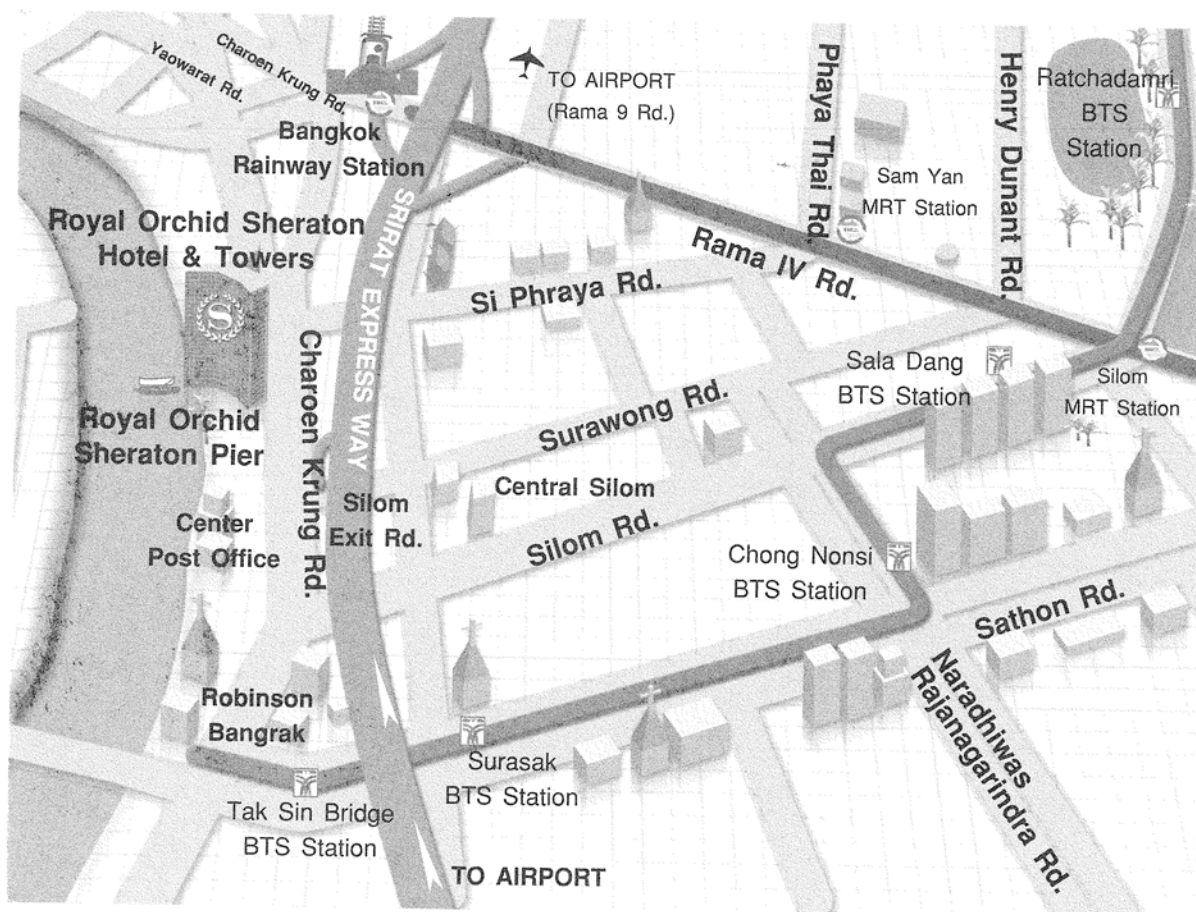 Charoen Krung Rd.
Yaowarat Rd.
TO AIRPORT
(Rama 9 Rd.)
Phaya Thai Rd.
Henry Dunant Rd.
Ratchadamri
BTS
Station
Bangkok
Rainway Station
Sam Yan
MRT Station
Royal Orchid Sheraton
Hotel & Towers
S
SRIRAT EXPRESS WAY
Rama IV Rd.
Si Phraya Rd.
Charoen Krung Rd.
Sala Dang
BTS Station
Silom
MRT Station
Royal Orchid
Sheraton Pier
Surawong Rd.
Central Silom
Silom
Exit Rd.
Silom Rd.
Center
Post Office
Chong Nonsi
BTS Station
Sathon Rd.
Naradhiwas
Rajanagarindra Rd.
Robinson
Bangrak
Surasak
BTS Station
Tak Sin Bridge
BTS Station
TO AIRPORT